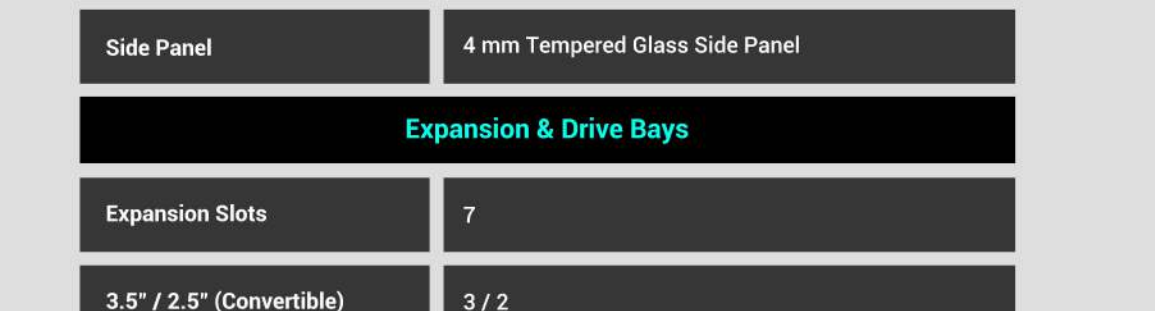 Side Panel
4 mm Tempered Glass Side Panel
Expansion & Drive Bays
Expansion Slots
7
3.5" / 2.5" (Convertible)
3 / 2